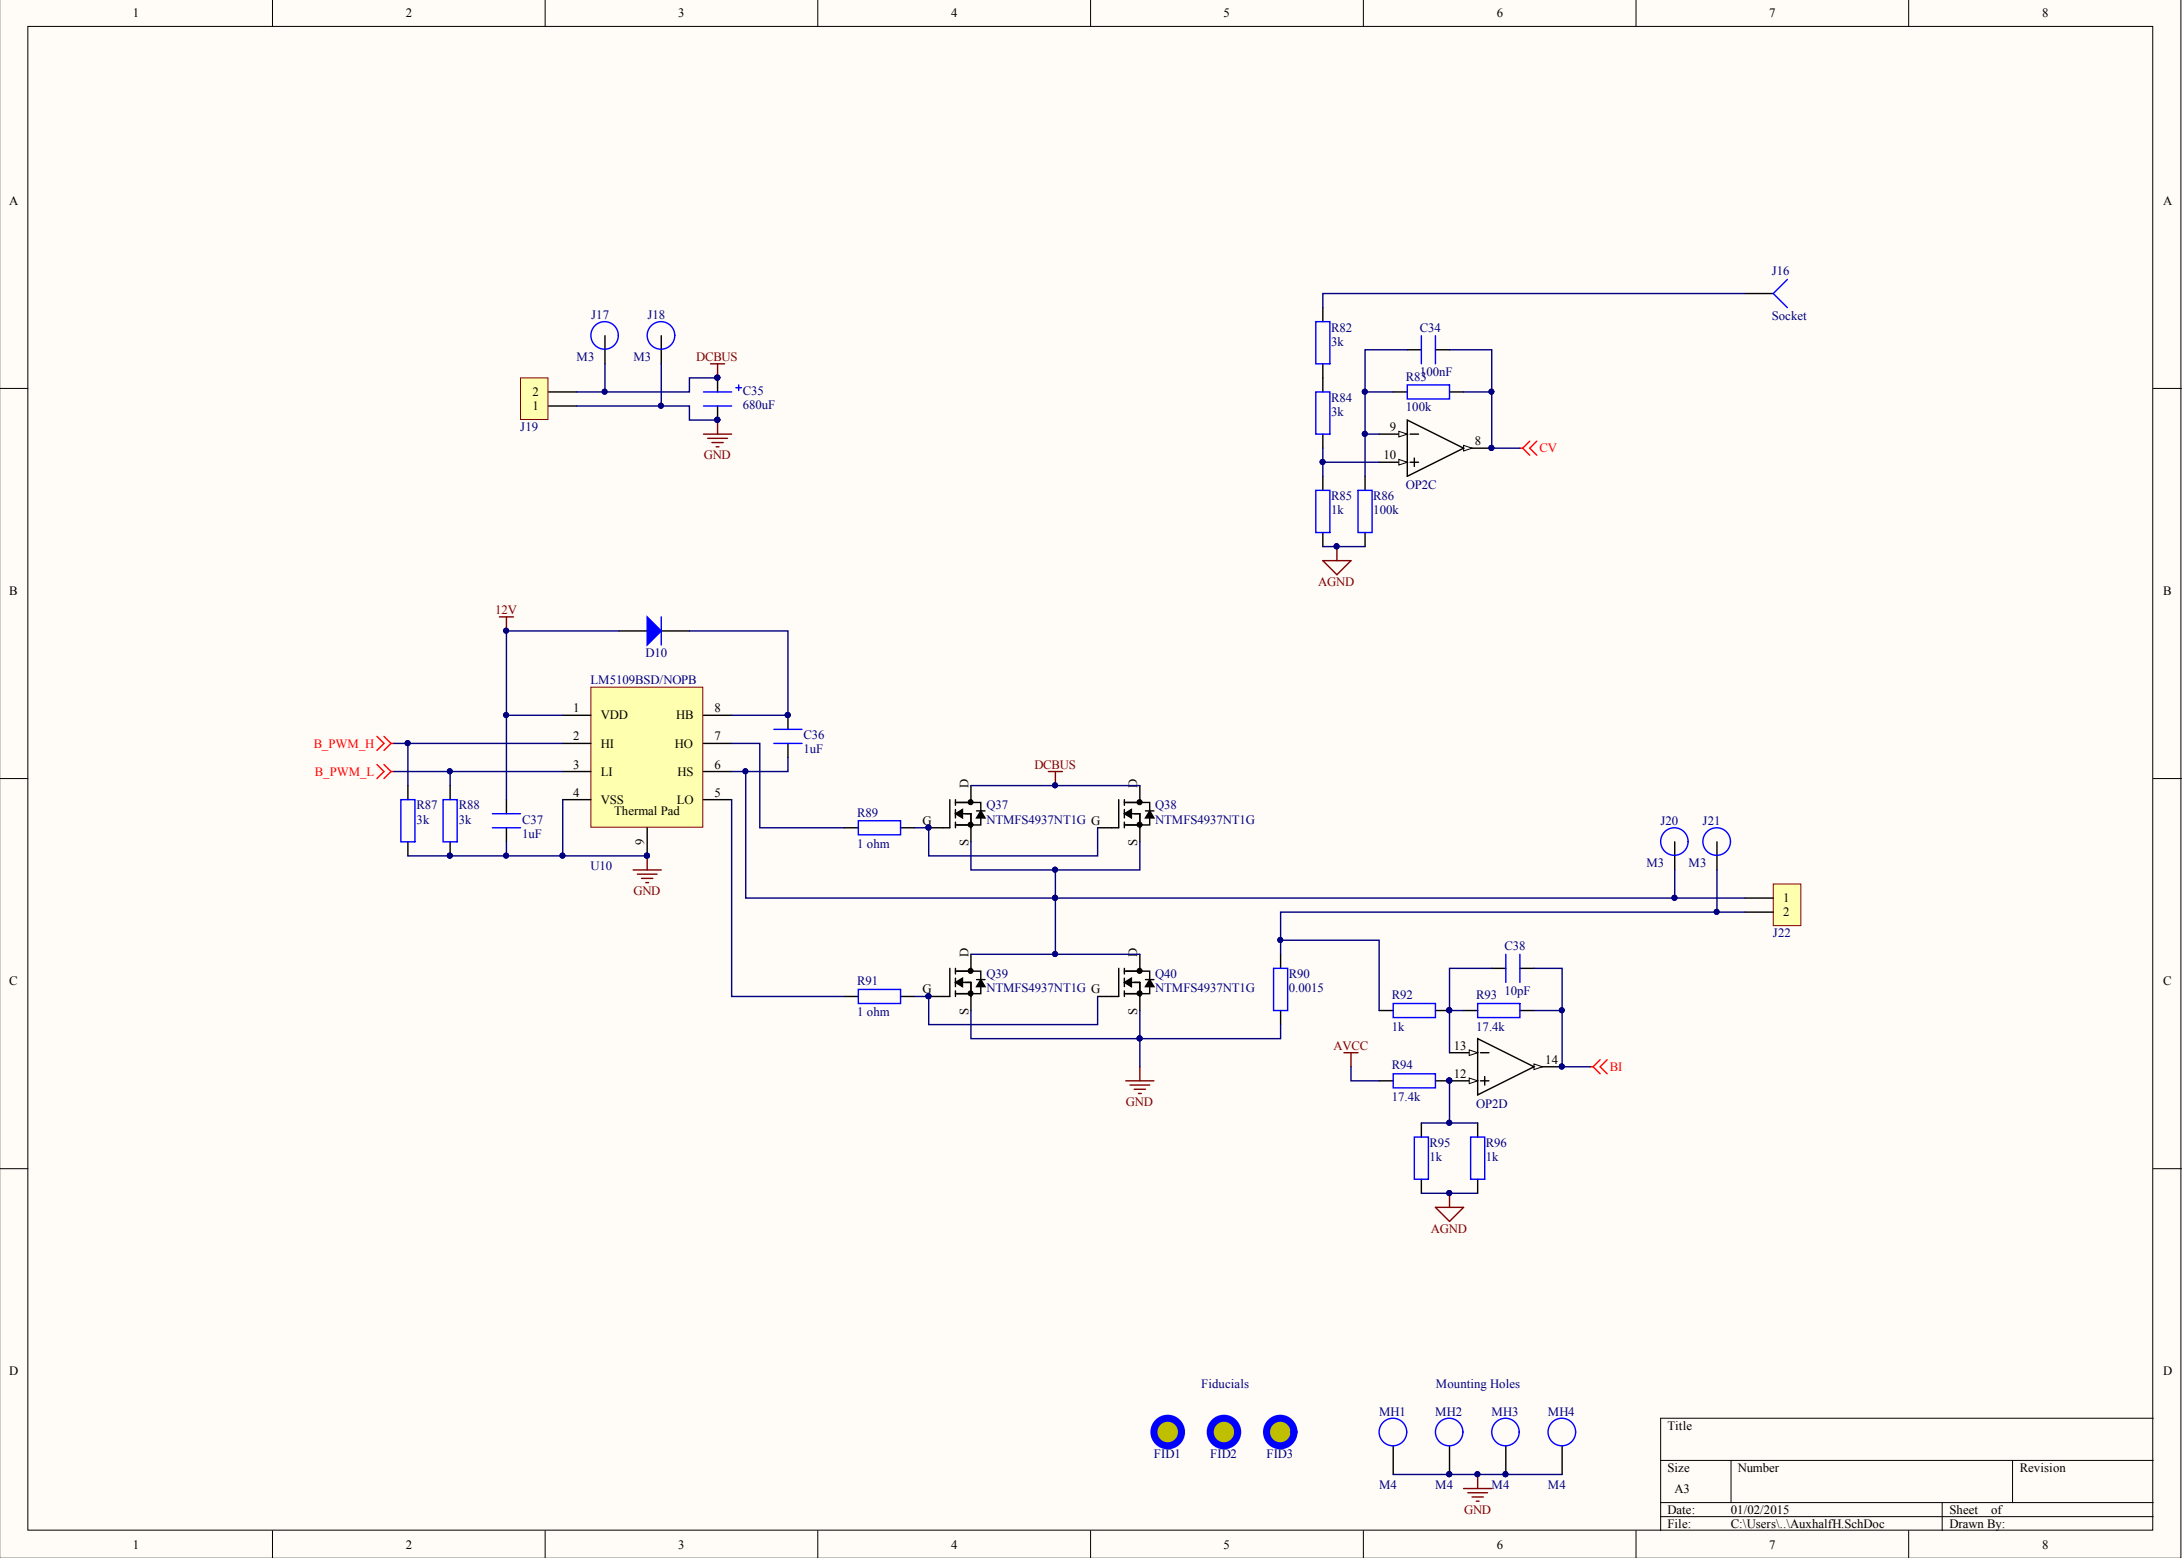 1 2 3 4 5 6 7 8
A A
J16
Socket
J17 J18
M3 M3
DCBUS
+
C35
680uF
2
1
J19
GND
R82
3k
C34
100nF
R83
100k
R84
3k
9
10
8
OP2C
CV
R85
1k
R86
100k
AGND
B B
12V
D10
LM5109BSD/NOPB
1 VDD HB 8
2 HI HO 7
3 LI HS 6
4 VSS LO 5
Thermal Pad
9
U10
GND
B_PWM_H
B_PWM_L
R87
3k
R88
3k
C37
1uF
C36
1uF
DCBUS
R89
1 ohm
G D S
Q37
NTMFS4937NT1G
G D S
Q38
NTMFS4937NT1G
J20 J21
M3 M3
1
2
J22
C C
R91
1 ohm
G D S
Q39
NTMFS4937NT1G
G D S
Q40
NTMFS4937NT1G
R90
0.0015
GND
C38
10pF
R92
1k
R93
17.4k
AVCC
R94
17.4k
13
12
14
OP2D
BI
R95
1k
R96
1k
AGND
D D
Fiducials
FID1 FID2 FID3
Mounting Holes
MH1 MH2 MH3 MH4
M4 M4 M4 M4
GND
Title
Size Number Revision
A3
Date: 01/02/2015 Sheet of
File: C:\Users\..\AuxhalfH.SchDoc Drawn By:
1 2 3 4 5 6 7 8